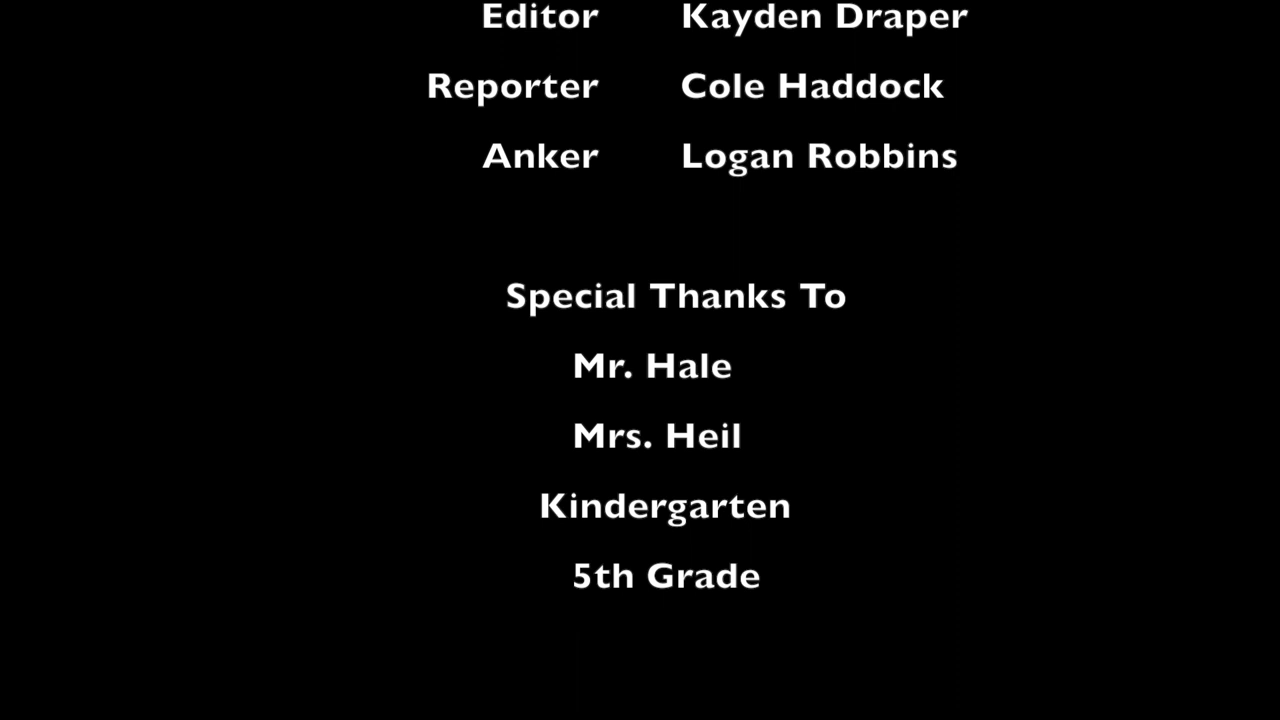 Editor Kayden Draper
Reporter Cole Haddock
Anker Logan Robbins
Special Thanks To
Mr. Hale
Mrs. Heil
Kindergarten
5th Grade